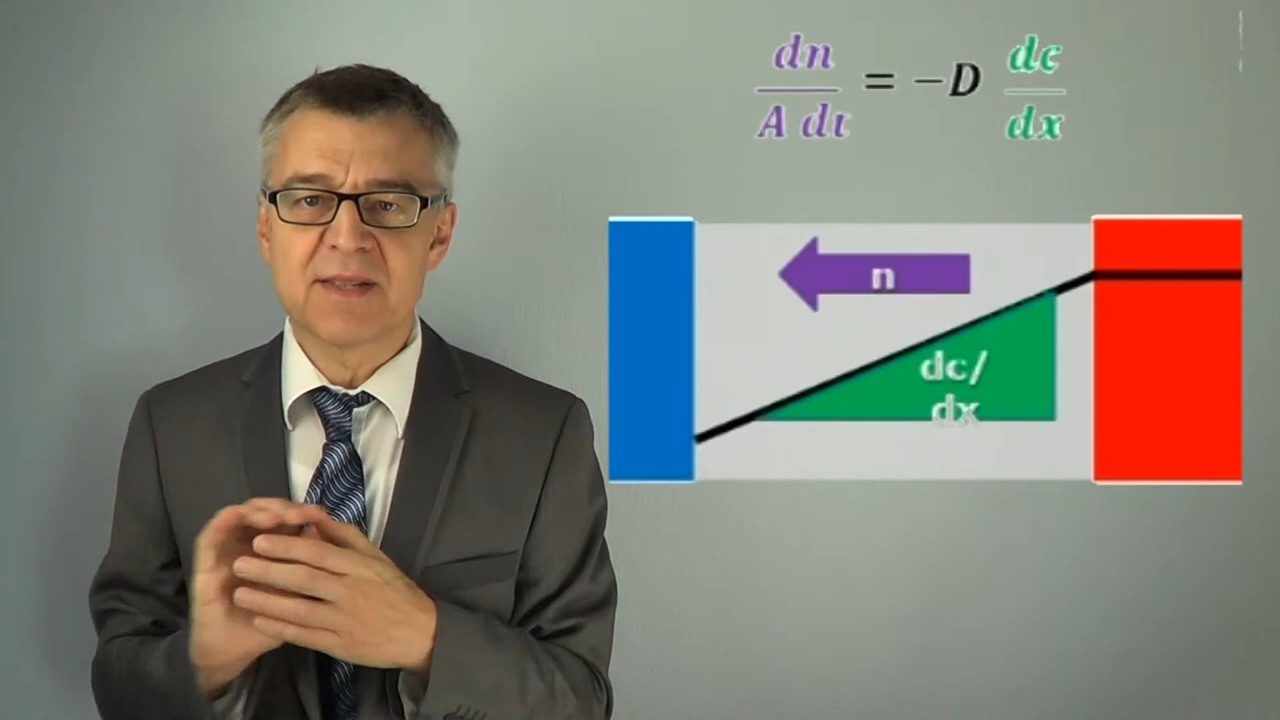 dn/(A dt) = −D dc/dx
n
dc/
dx